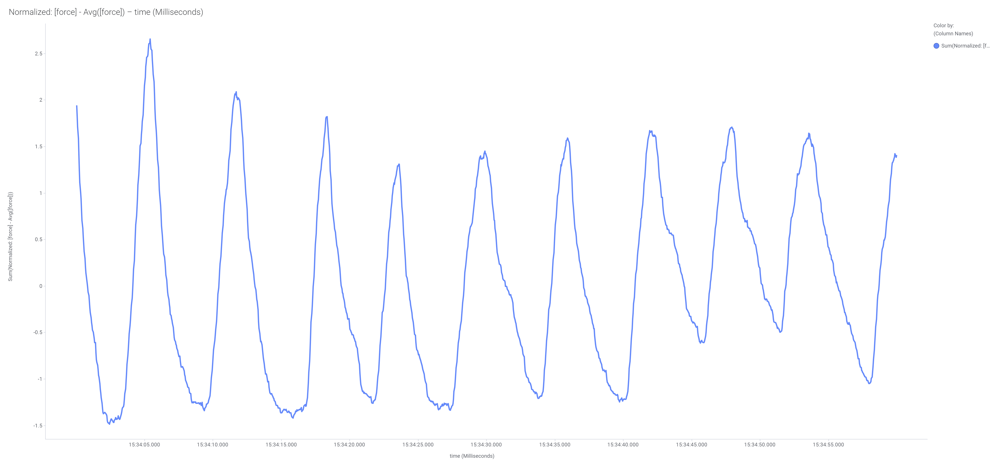 Normalized: [force] - Avg([force]) – time (Milliseconds)
Color by:
(Column Names)
Sum(Normalized: [f...
Sum(Normalized: [force] - Avg([force]))
2.5
2
1.5
1
0.5
0
-0.5
-1
-1.5
15:34:05.000 15:34:10.000 15:34:15.000 15:34:20.000 15:34:25.000 15:34:30.000 15:34:35.000 15:34:40.000 15:34:45.000 15:34:50.000 15:34:55.000
time (Milliseconds)